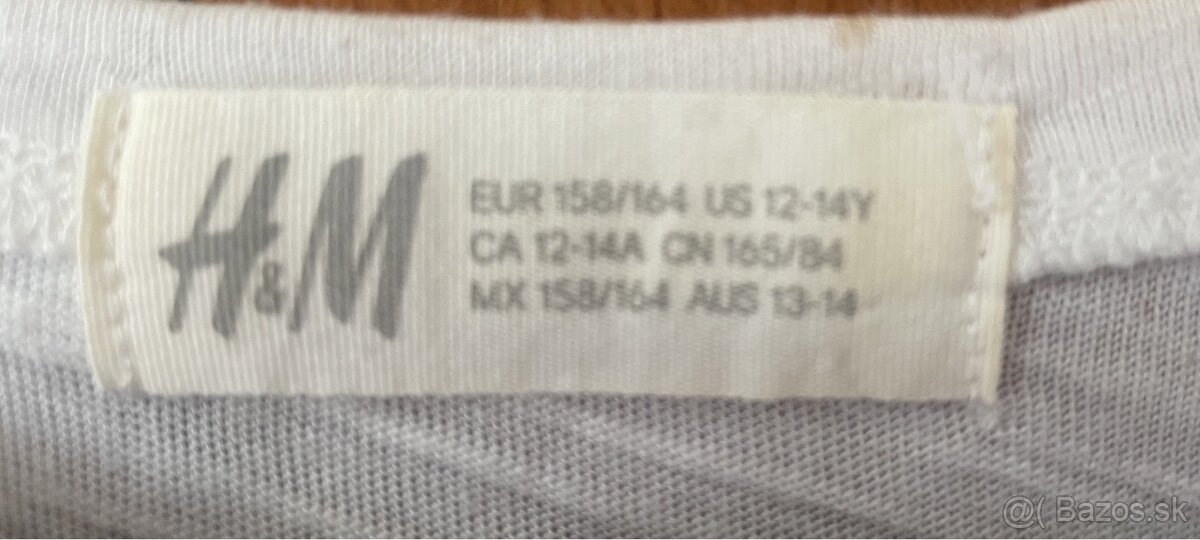 H&M
EUR 158/164 US 12-14Y
CA 12-14A CN 165/84
MX 158/164 AUS 13-14
@( Bazos.sk